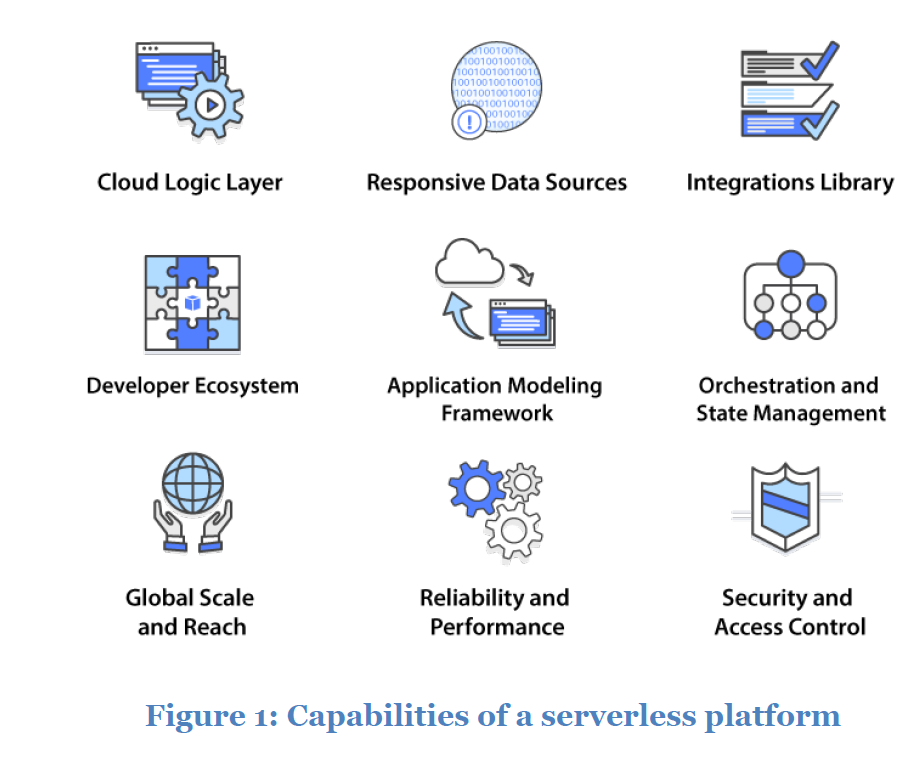 Cloud Logic Layer
Responsive Data Sources
Integrations Library
Developer Ecosystem
Application Modeling
Framework
Orchestration and
State Management
Global Scale
and Reach
Reliability and
Performance
Security and
Access Control
Figure 1: Capabilities of a serverless platform